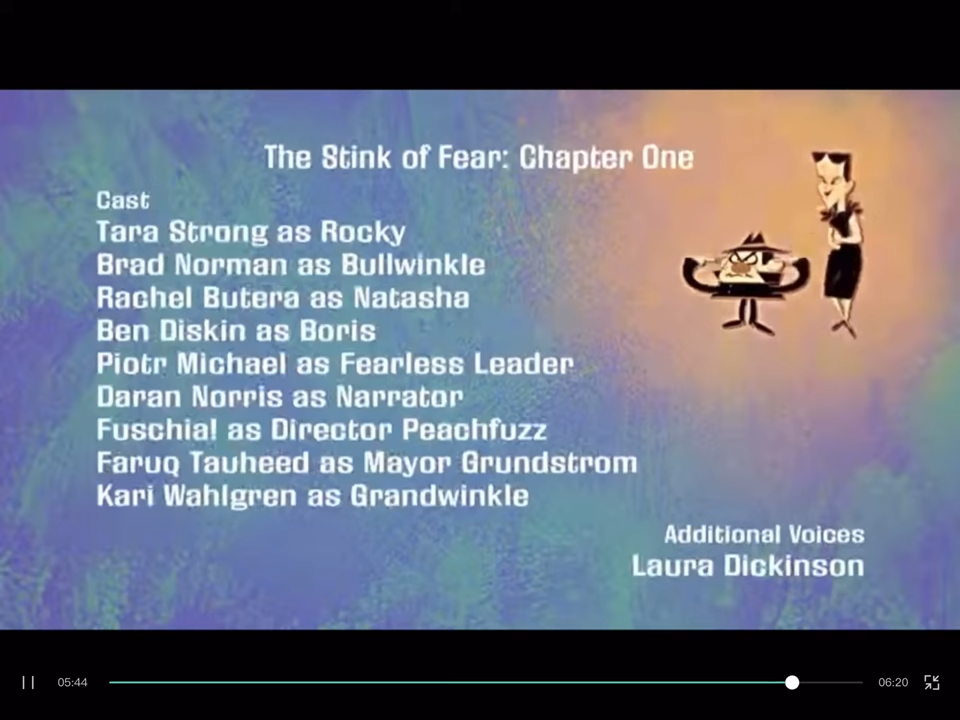 The Stink of Fear: Chapter One
Cast
Tara Strong as Rocky
Brad Norman as Bullwinkle
Rachel Butera as Natasha
Ben Diskin as Boris
Piotr Michael as Fearless Leader
Daran Norris as Narrator
Fuschia! as Director Peachfuzz
Faruq Tauheed as Mayor Grundstrom
Kari Wahlgren as Grandwinkle
Additional Voices
Laura Dickinson
05:44
06:20